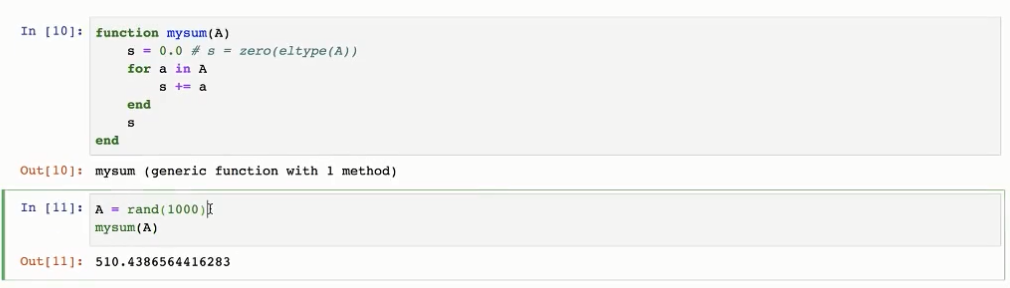 In [10]: function mysum(A)
    s = 0.0 # s = zero(eltype(A))
    for a in A
        s += a
    end
    s
end
Out[10]: mysum (generic function with 1 method)
In [11]: A = rand(1000)
mysum(A)
Out[11]: 510.4386564416283